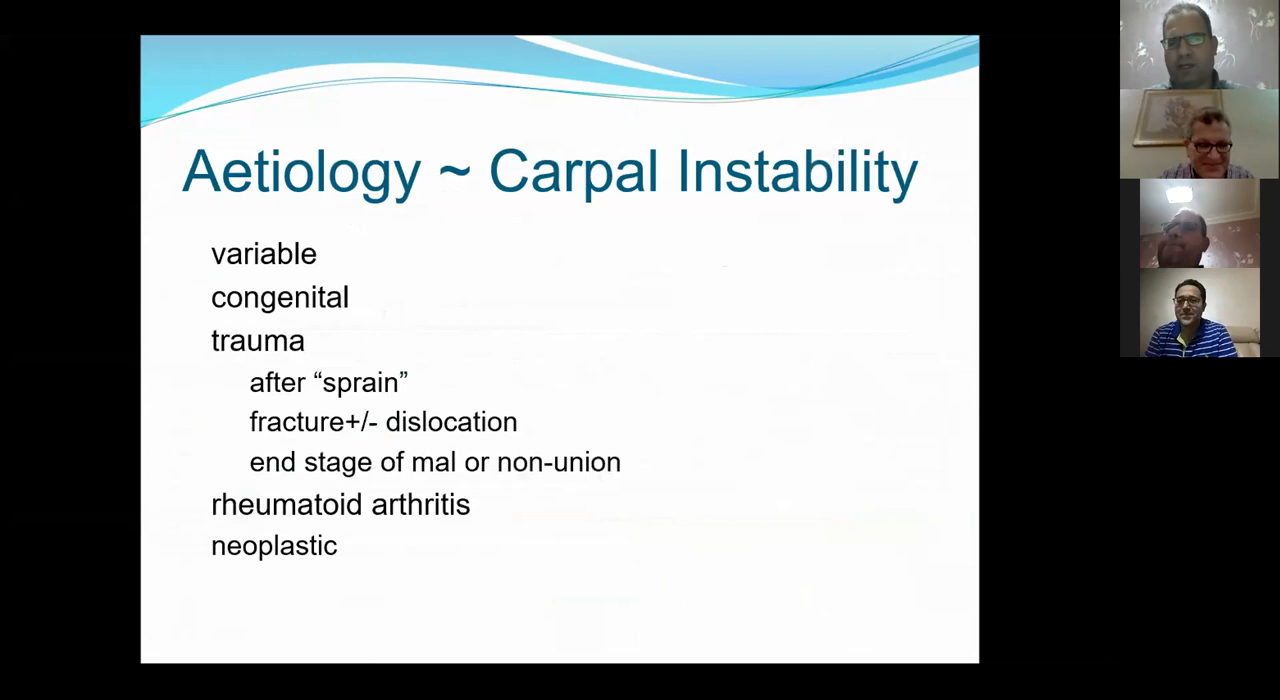 Aetiology ~ Carpal Instability
variable
congenital
trauma
after “sprain”
fracture+/- dislocation
end stage of mal or non-union
rheumatoid arthritis
neoplastic